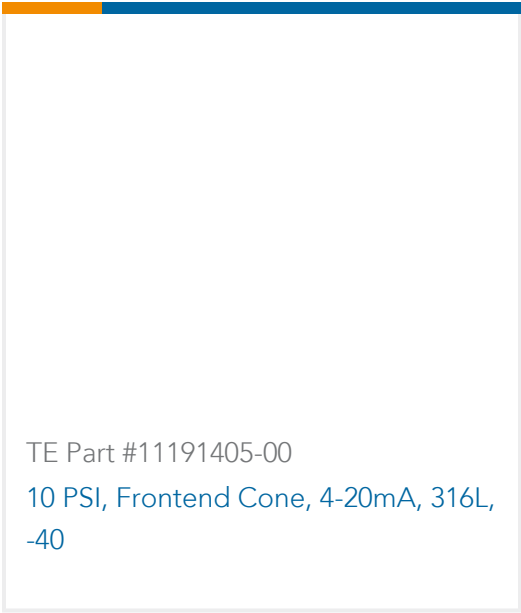 TE Part #11191405-00
10 PSI, Frontend Cone, 4-20mA, 316L,
-40